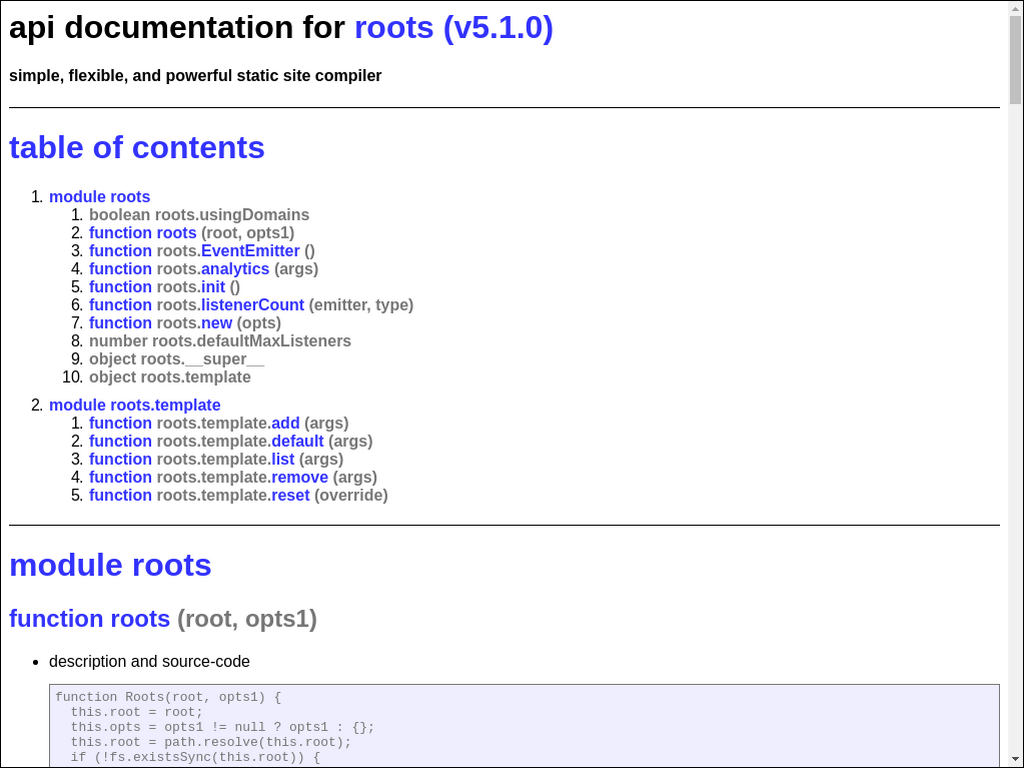 api documentation for roots (v5.1.0)
simple, flexible, and powerful static site compiler
table of contents
1. module roots
1. boolean roots.usingDomains
2. function roots (root, opts1)
3. function roots.EventEmitter ()
4. function roots.analytics (args)
5. function roots.init ()
6. function roots.listenerCount (emitter, type)
7. function roots.new (opts)
8. number roots.defaultMaxListeners
9. object roots.__super__
10. object roots.template
2. module roots.template
1. function roots.template.add (args)
2. function roots.template.default (args)
3. function roots.template.list (args)
4. function roots.template.remove (args)
5. function roots.template.reset (override)
module roots
function roots (root, opts1)
• description and source-code
function Roots(root, opts1) {
  this.root = root;
  this.opts = opts1 != null ? opts1 : {};
  this.root = path.resolve(this.root);
  if (!fs.existsSync(this.root)) {